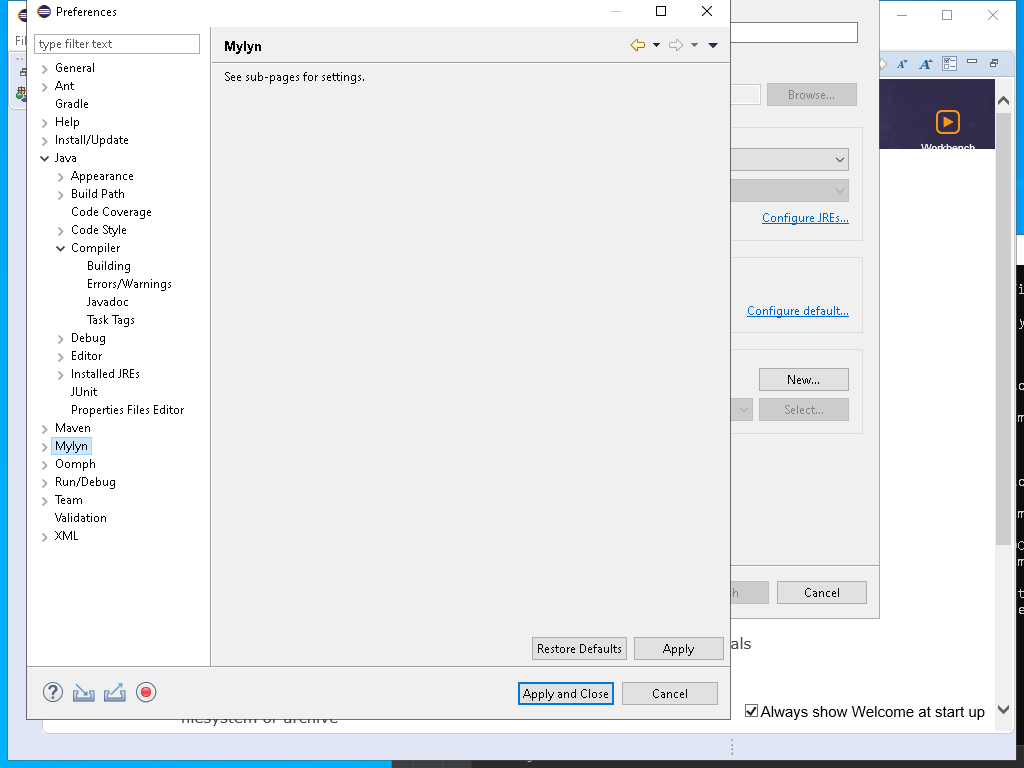 Preferences
type filter text
General
Ant
Gradle
Help
Install/Update
Java
Appearance
Build Path
Code Coverage
Code Style
Compiler
Building
Errors/Warnings
Javadoc
Task Tags
Debug
Editor
Installed JREs
JUnit
Properties Files Editor
Maven
Mylyn
Oomph
Run/Debug
Team
Validation
XML
Mylyn
See sub-pages for settings.
Restore Defaults
Apply
Apply and Close
Cancel
Browse...
Configure JREs...
Configure default...
New...
Select...
Cancel
Workbench
Always show Welcome at start up
filesystem or archive